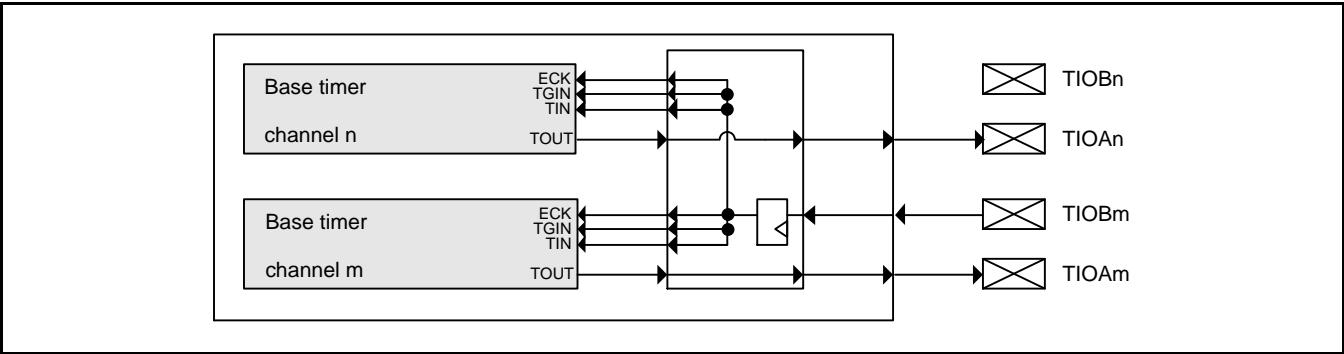 Base timer
channel n
ECK
TGIN
TIN
TOUT
TIOBn
TIOAn
Base timer
channel m
ECK
TGIN
TIN
TOUT
TIOBm
TIOAm